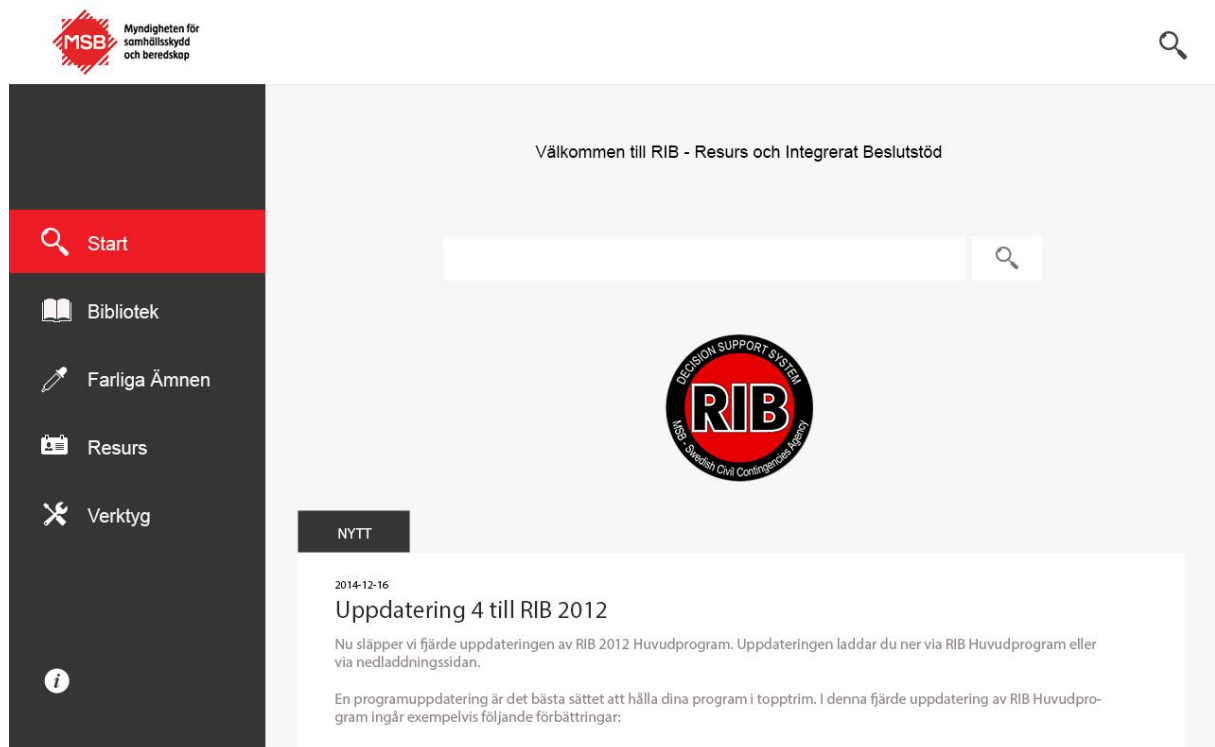 MSB
Myndigheten för
samhällsskydd
och beredskap
Välkommen till RIB - Resurs och Integrerat Beslutstöd
Start
Bibliotek
Farliga Ämnen
Resurs
Verktyg
DECISION SUPPORT SYSTEM
RIB
MSB - Swedish Civil Contingencies Agency
NYTT
2014-12-16
Uppdatering 4 till RIB 2012
Nu släpper vi fjärde uppdateringen av RIB 2012 Huvudprogram. Uppdateringen laddar du ner via RIB Huvudprogram eller
via nedladdningssidan.
En programuppdatering är det bästa sättet att hålla dina program i topptrim. I denna fjärde uppdatering av RIB Huvudpro-
gram ingår exempelvis följande förbättringar:
i